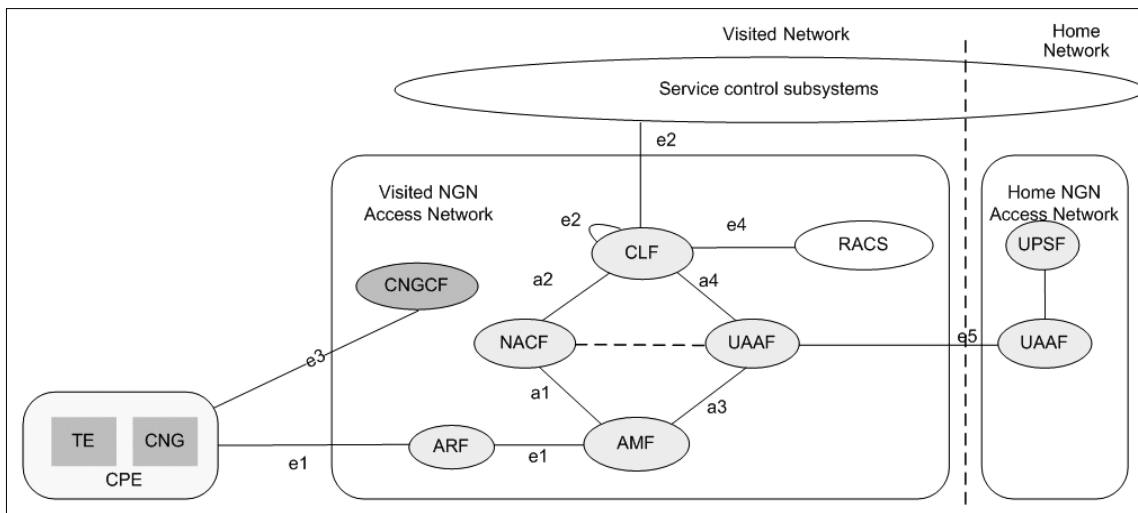 Visited Network
Home
Network
Service control subsystems
e2
Visited NGN
Access Network
Home NGN
Access Network
e2
CLF
e4
RACS
UPSF
CNGCF
a2
a4
NACF
UAAF
e5
UAAF
e3
a1
a3
TE
CNG
ARF
e1
AMF
e1
CPE